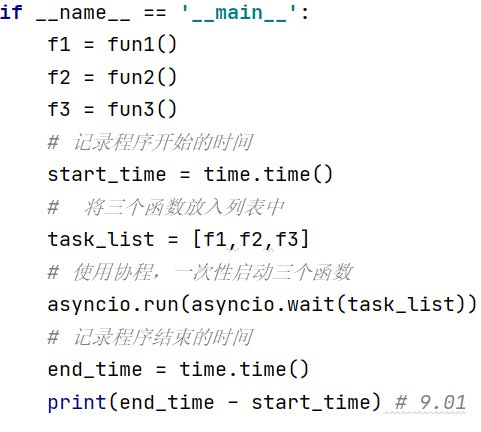 if __name__ == '__main__':
    f1 = fun1()
    f2 = fun2()
    f3 = fun3()
    # 记录程序开始的时间
    start_time = time.time()
    #  将三个函数放入列表中
    task_list = [f1,f2,f3]
    # 使用协程，一次性启动三个函数
    asyncio.run(asyncio.wait(task_list))
    # 记录程序结束的时间
    end_time = time.time()
    print(end_time - start_time) # 9.01